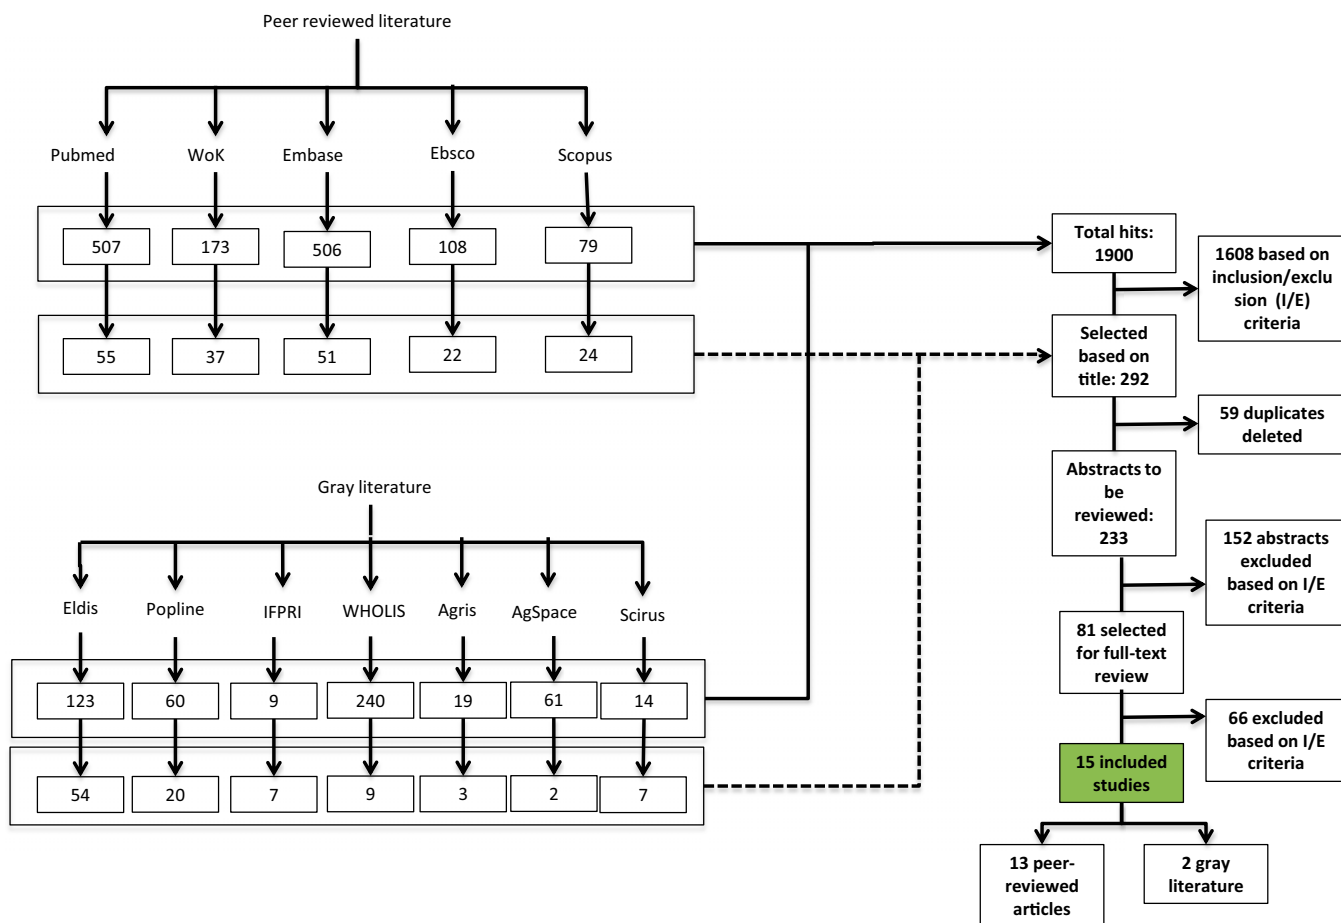 Peer reviewed literature
Pubmed
WoK
Embase
Ebsco
Scopus
507
173
506
108
79
55
37
51
22
24
Gray literature
Eldis
Popline
IFPRI
WHOLIS
Agris
AgSpace
Scirus
123
60
9
240
19
61
14
54
20
7
9
3
2
7
Total hits:
1900
1608 based on
inclusion/exclu
sion (I/E)
criteria
Selected
based on
title: 292
59 duplicates
deleted
Abstracts to
be
reviewed:
233
152 abstracts
excluded
based on I/E
criteria
81 selected
for full-text
review
66 excluded
based on I/E
criteria
15 included
studies
13 peer-
reviewed
articles
2 gray
literature